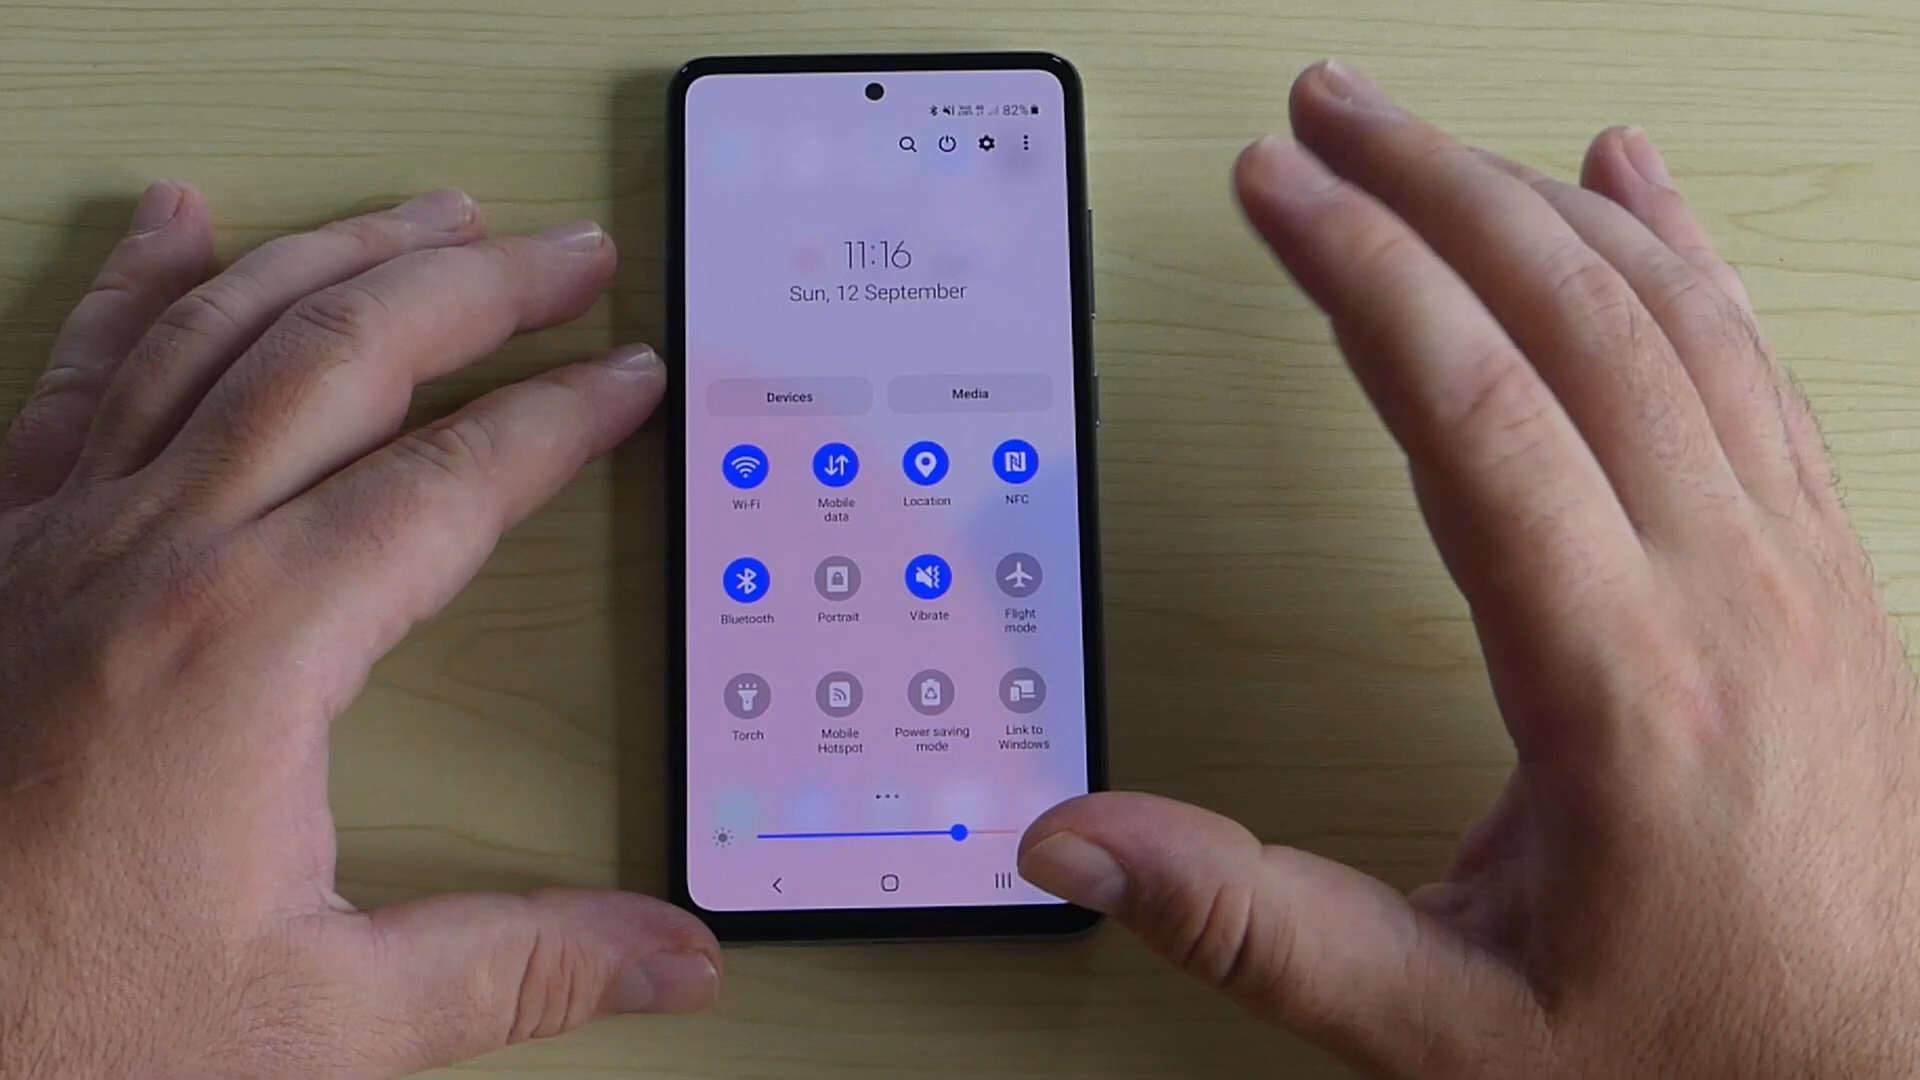 82%
11:16
Sun, 12 September
Devices Media
Wi-Fi Mobile data Location NFC
Bluetooth Portrait Vibrate Flight mode
Torch Mobile Hotspot Power saving mode Link to Windows